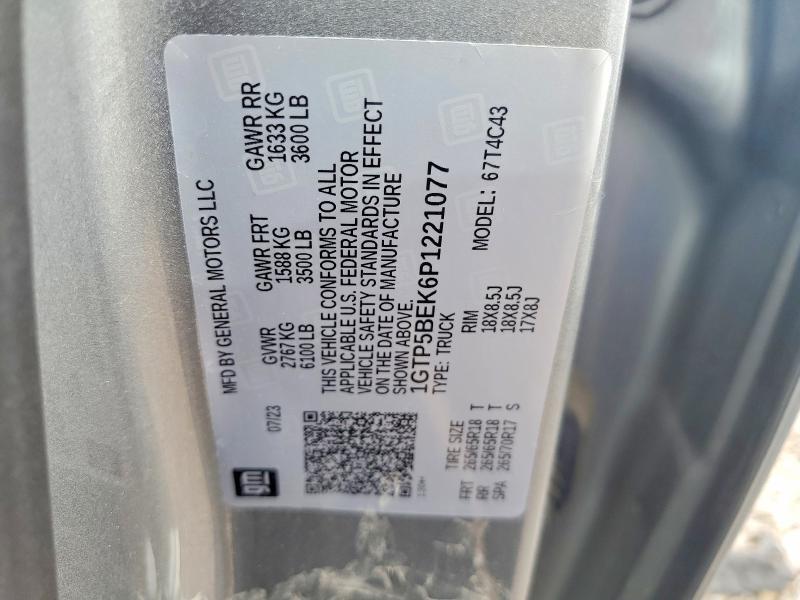 gm
MFD BY GENERAL MOTORS LLC
07/23
GVWR GAWR FRT GAWR RR
2767 KG 1588 KG 1633 KG
6100 LB 3500 LB 3600 LB
THIS VEHICLE CONFORMS TO ALL
APPLICABLE U.S. FEDERAL MOTOR
VEHICLE SAFETY STANDARDS IN EFFECT
ON THE DATE OF MANUFACTURE
SHOWN ABOVE.
1GTP5BEK6P1221077
TYPE: TRUCK
MODEL: 67T4C43
TIRE SIZE RIM
FRT 265/65R18 T 18X8.5J
RR 265/65R18 T 18X8.5J
SPA 265/70R17 S 17X8J